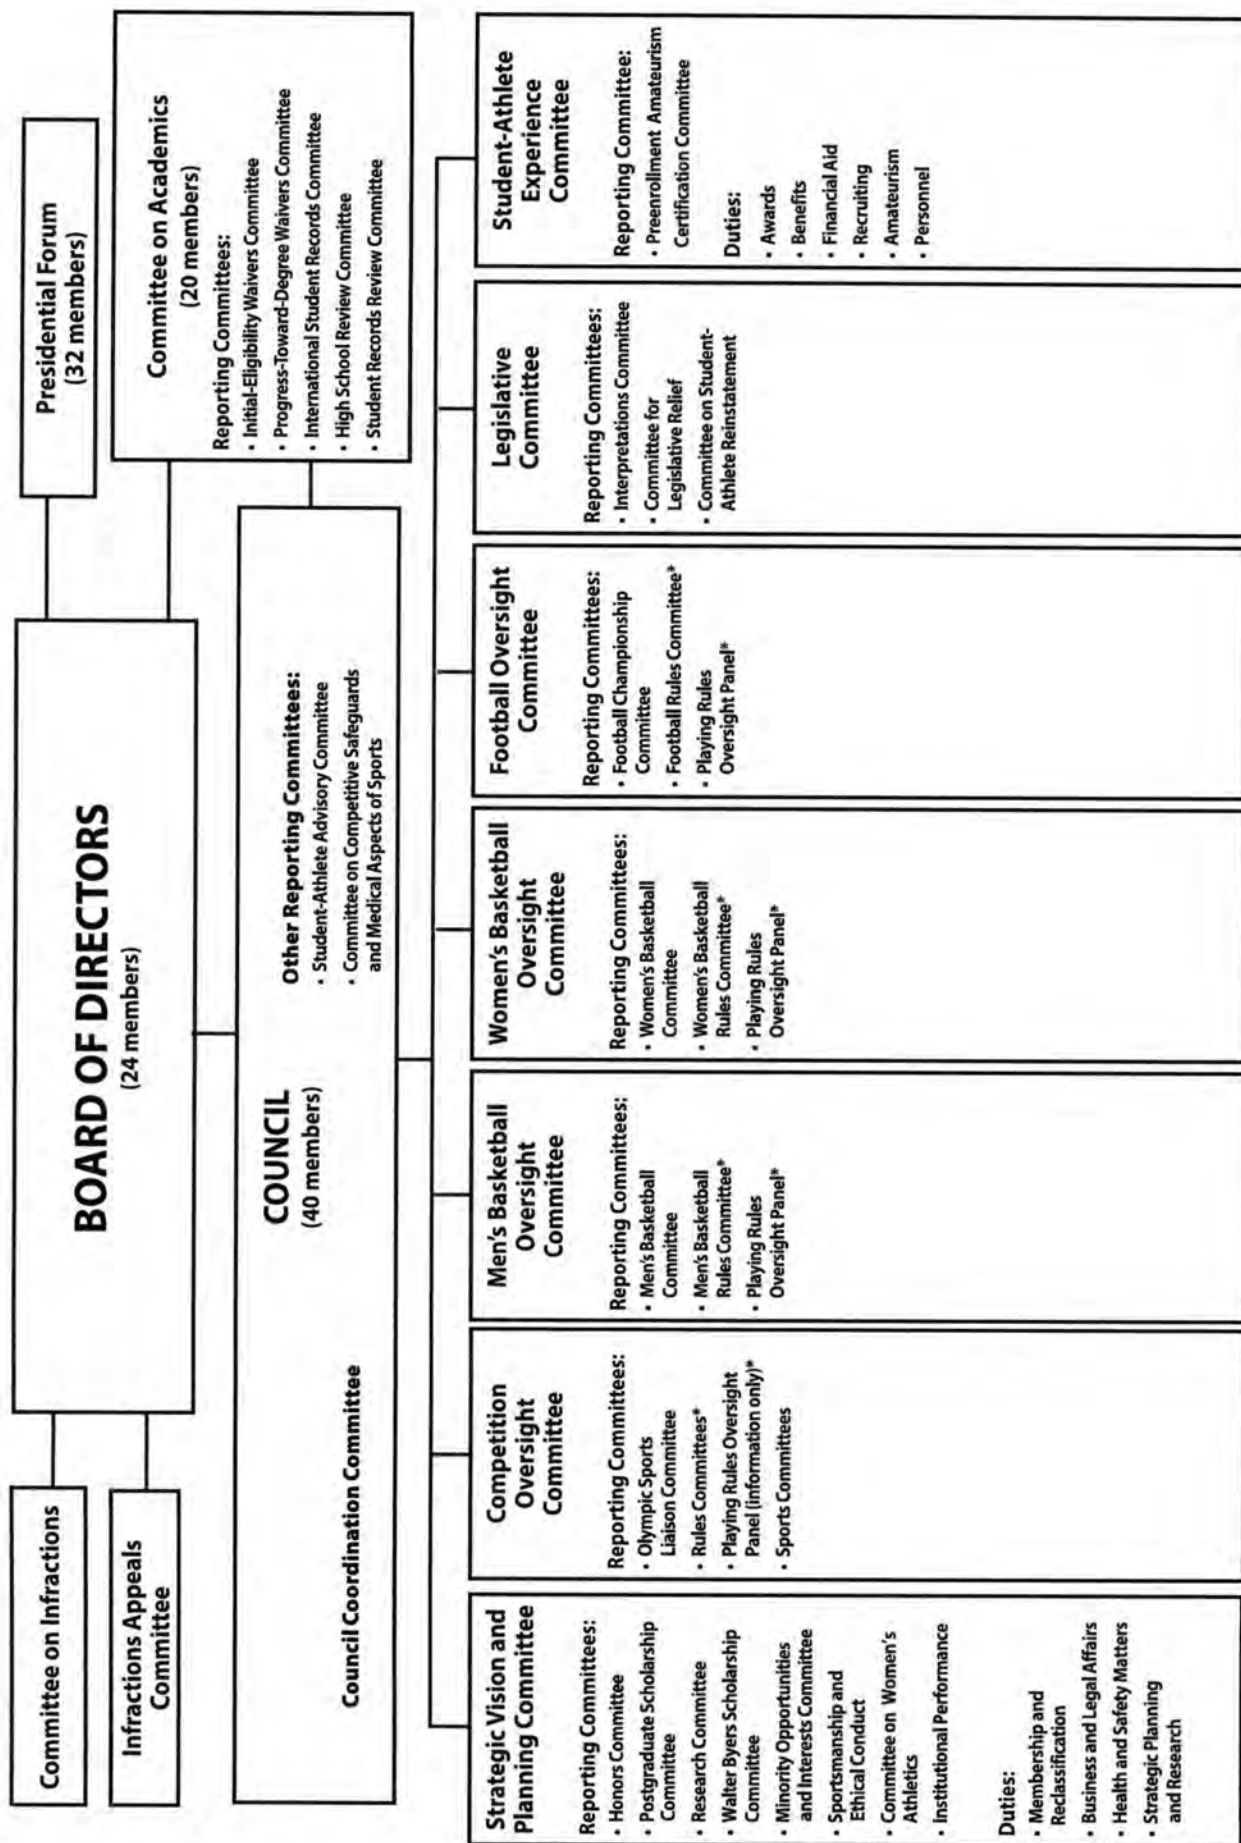 Committee on Infractions
Infractions Appeals
Committee
BOARD OF DIRECTORS
(24 members)
Presidential Forum
(32 members)
Committee on Academics
(20 members)
Reporting Committees:
• Initial-Eligibility Waivers Committee
• Progress-Toward-Degree Waivers Committee
• International Student Records Committee
• High School Review Committee
• Student Records Review Committee
COUNCIL
(40 members)
Council Coordination Committee
Other Reporting Committees:
• Student-Athlete Advisory Committee
• Committee on Competitive Safeguards
and Medical Aspects of Sports
Strategic Vision and
Planning Committee
Reporting Committees:
• Honors Committee
• Postgraduate Scholarship
Committee
• Research Committee
• Walter Byers Scholarship
Committee
• Minority Opportunities
and Interests Committee
• Sportsmanship and
Ethical Conduct
• Committee on Women's
Athletics
• Institutional Performance
Duties:
• Membership and
Reclassification
• Business and Legal Affairs
• Health and Safety Matters
• Strategic Planning
and Research
Competition
Oversight
Committee
Reporting Committees:
• Olympic Sports
Liaison Committee
• Rules Committees*
• Playing Rules Oversight
Panel (information only)*
• Sports Committees
Men's Basketball
Oversight
Committee
Reporting Committees:
• Men's Basketball
Committee
• Men's Basketball
Rules Committee*
• Playing Rules
Oversight Panel*
Women's Basketball
Oversight
Committee
Reporting Committees:
• Women's Basketball
Committee
• Women's Basketball
Rules Committee*
• Playing Rules
Oversight Panel*
Football Oversight
Committee
Reporting Committees:
• Football Championship
Committee
• Football Rules Committee*
• Playing Rules
Oversight Panel*
Legislative
Committee
Reporting Committees:
• Interpretations Committee
• Committee for
Legislative Relief
• Committee on Student-
Athlete Reinstatement
Student-Athlete
Experience
Committee
Reporting Committee:
• Preenrollment Amateurism
Certification Committee
Duties:
• Awards
• Benefits
• Financial Aid
• Recruiting
• Amateurism
• Personnel